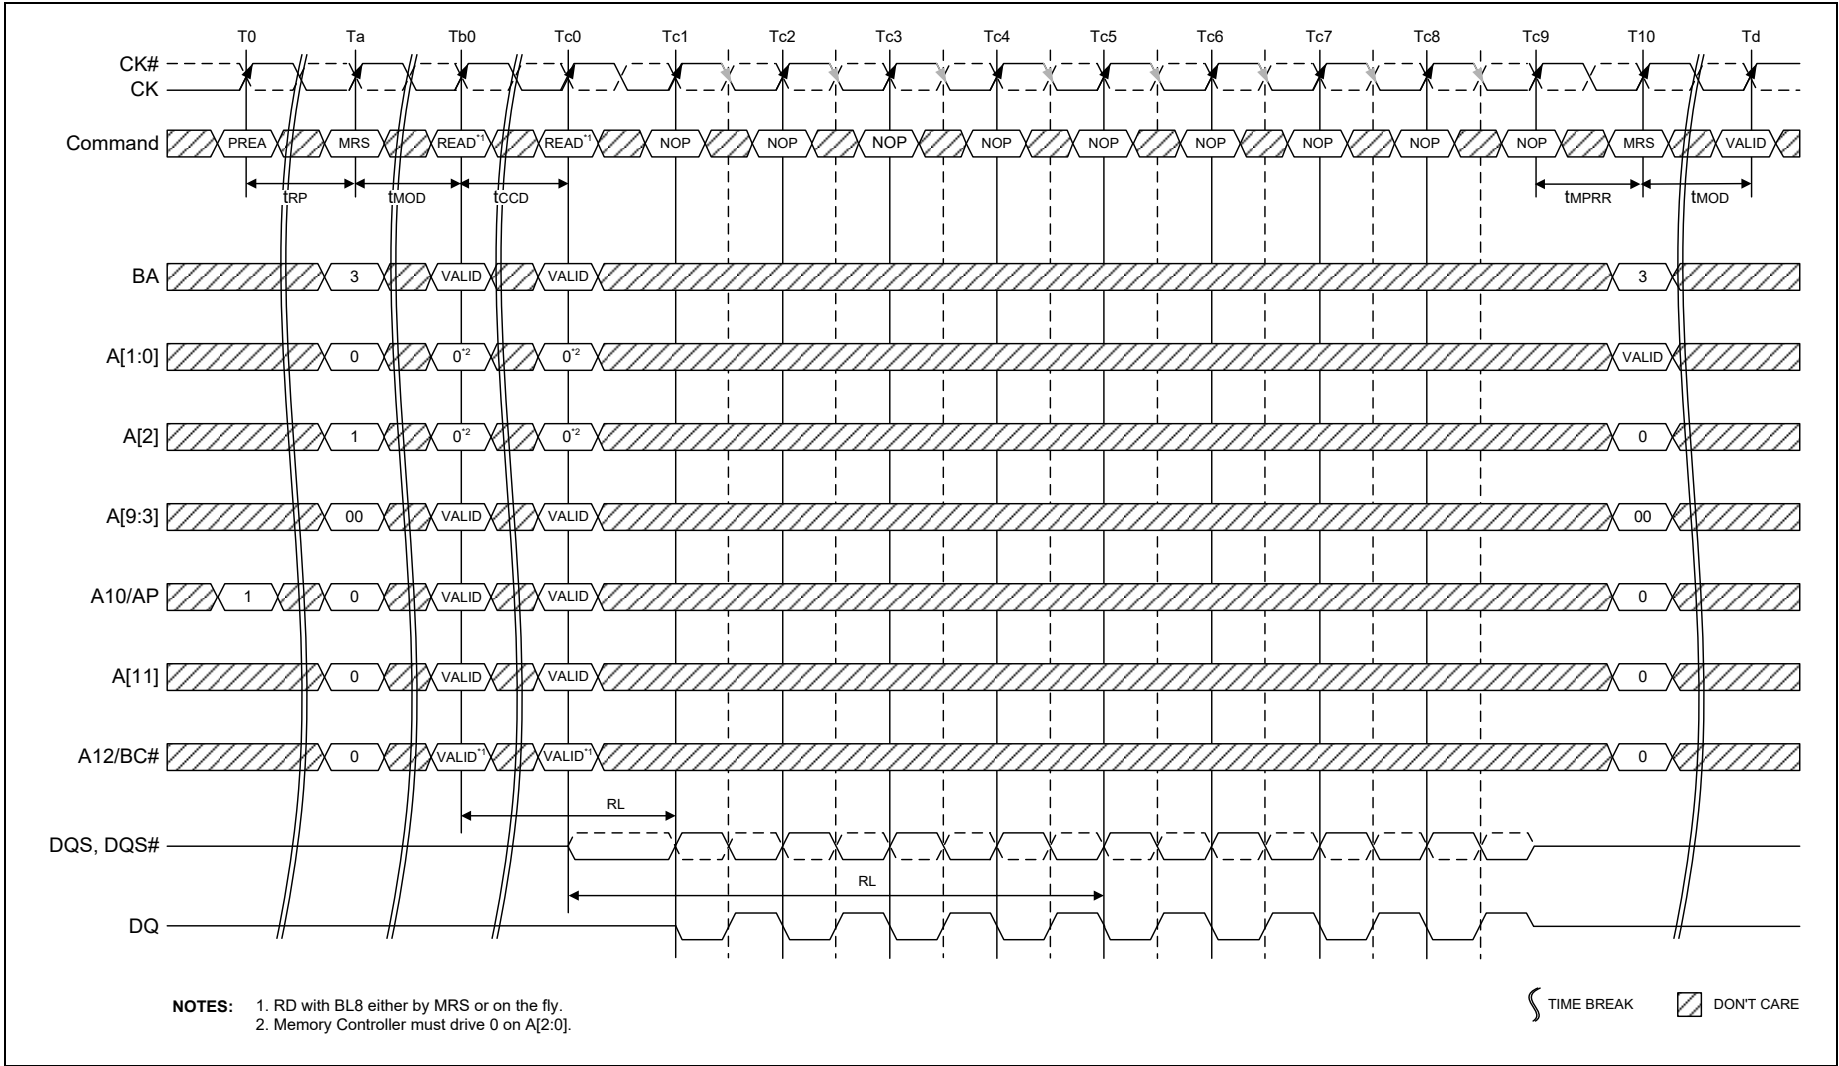 T0 Ta Tb0 Tc0 Tc1 Tc2 Tc3 Tc4 Tc5 Tc6 Tc7 Tc8 Tc9 T10 Td
CK#
CK
Command PREA MRS READ*1 READ*1 NOP NOP NOP NOP NOP NOP NOP NOP NOP MRS VALID
tRP tMOD tCCD tMPRR tMOD
BA 3 VALID VALID 3
A[1:0] 0 0*2 0*2 VALID
A[2] 1 0*2 0*2 0
A[9:3] 00 VALID VALID 00
A10/AP 1 0 VALID VALID 0
A[11] 0 VALID VALID 0
A12/BC# 0 VALID*1 VALID*1 0
RL
DQS, DQS#
RL
DQ
NOTES: 1. RD with BL8 either by MRS or on the fly.
2. Memory Controller must drive 0 on A[2:0].
TIME BREAK DON'T CARE